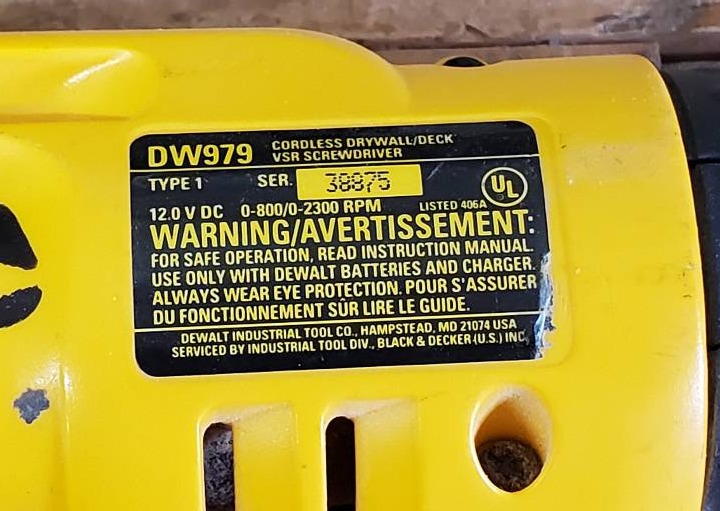 DW979 CORDLESS DRYWALL/DECK
VSR SCREWDRIVER
TYPE 1 SER. 38875
12.0 V DC 0-800/0-2300 RPM LISTED 406A UL
WARNING/AVERTISSEMENT:
FOR SAFE OPERATION, READ INSTRUCTION MANUAL.
USE ONLY WITH DEWALT BATTERIES AND CHARGER.
ALWAYS WEAR EYE PROTECTION. POUR S'ASSURER
DU FONCTIONNEMENT SÛR LIRE LE GUIDE.
DEWALT INDUSTRIAL TOOL CO., HAMPSTEAD, MD 21074 USA
SERVICED BY INDUSTRIAL TOOL DIV., BLACK & DECKER (U.S.) INC.